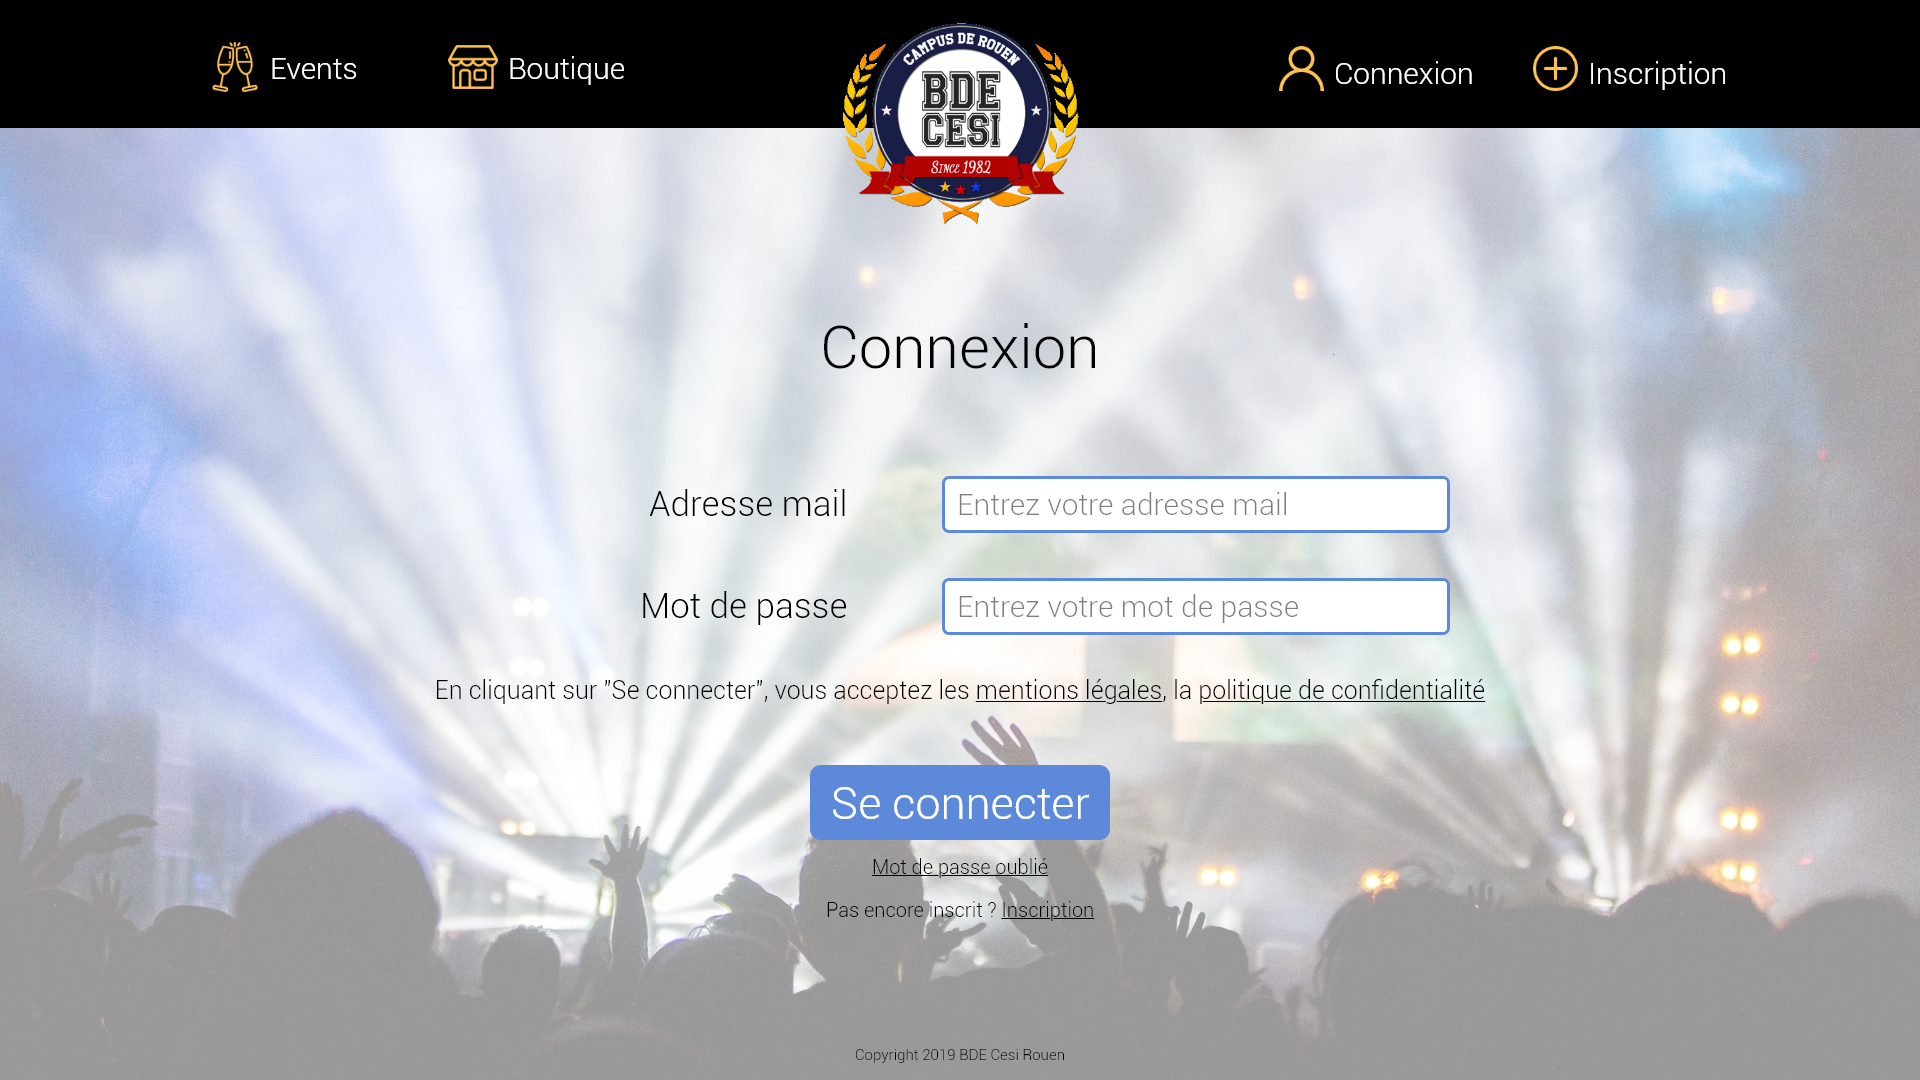 Events
Boutique
CAMPUS DE ROUEN
BDE
CESI
Since 1982
Connexion
Inscription
Connexion
Adresse mail
Entrez votre adresse mail
Mot de passe
Entrez votre mot de passe
En cliquant sur "Se connecter", vous acceptez les mentions légales, la politique de confidentialité
Se connecter
Mot de passe oublié
Pas encore inscrit ? Inscription
Copyright 2019 BDE Cesi Rouen